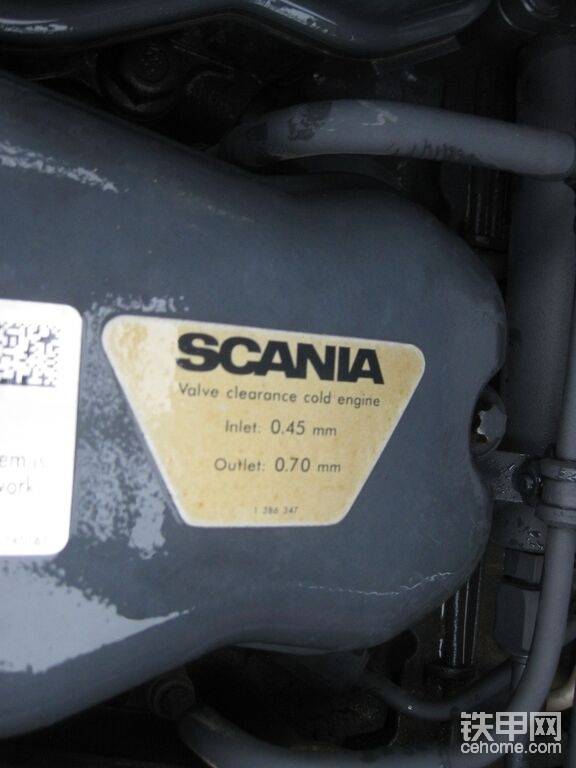 SCANIA
Valve clearance cold engine
Inlet: 0.45 mm
Outlet: 0.70 mm
1 386 347
work
铁甲网
cehome.com